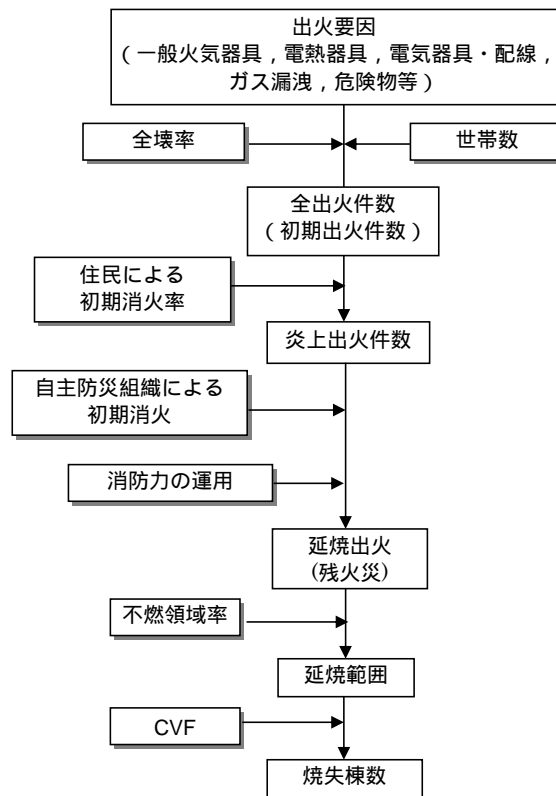 出火要因
（一般火気器具，電熱器具，電気器具・配線，
ガス漏洩，危険物等）
全壊率
世帯数
全出火件数
（初期出火件数）
住民による
初期消火率
炎上出火件数
自主防災組織による
初期消火
消防力の運用
延焼出火
(残火災)
不燃領域率
延焼範囲
CVF
焼失棟数